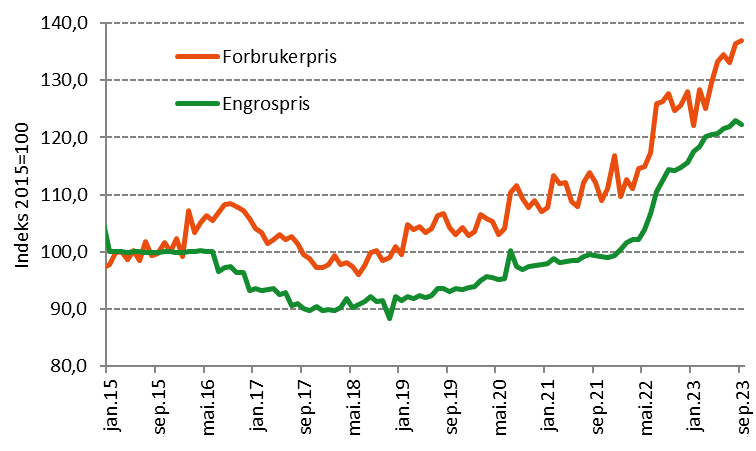 140,0
130,0
120,0
110,0
100,0
90,0
80,0
Indeks 2015=100
Forbrukerpris
Engrospris
jan.15
sep.15
mai.16
jan.17
sep.17
mai.18
jan.19
sep.19
mai.20
jan.21
sep.21
mai.22
jan.23
sep.23